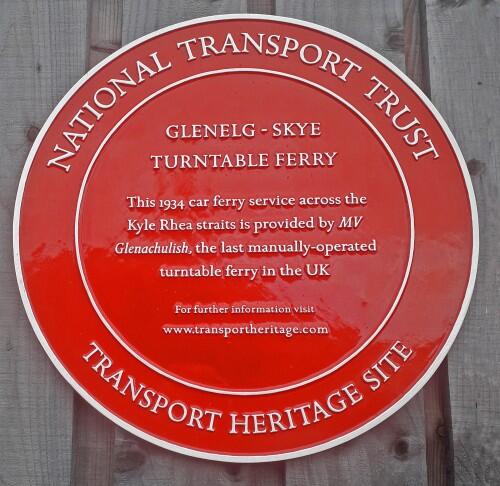 NATIONAL TRANSPORT TRUST
GLENELG - SKYE
TURNTABLE FERRY
This 1934 car ferry service across the
Kyle Rhea straits is provided by MV
Glenachulish, the last manually-operated
turntable ferry in the UK
For further information visit
www.transportheritage.com
TRANSPORT HERITAGE SITE